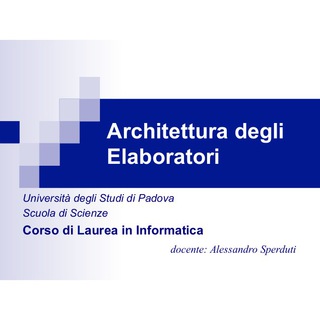 Architettura degli
Elaboratori
Università degli Studi di Padova
Scuola di Scienze
Corso di Laurea in Informatica
docente: Alessandro Sperduti